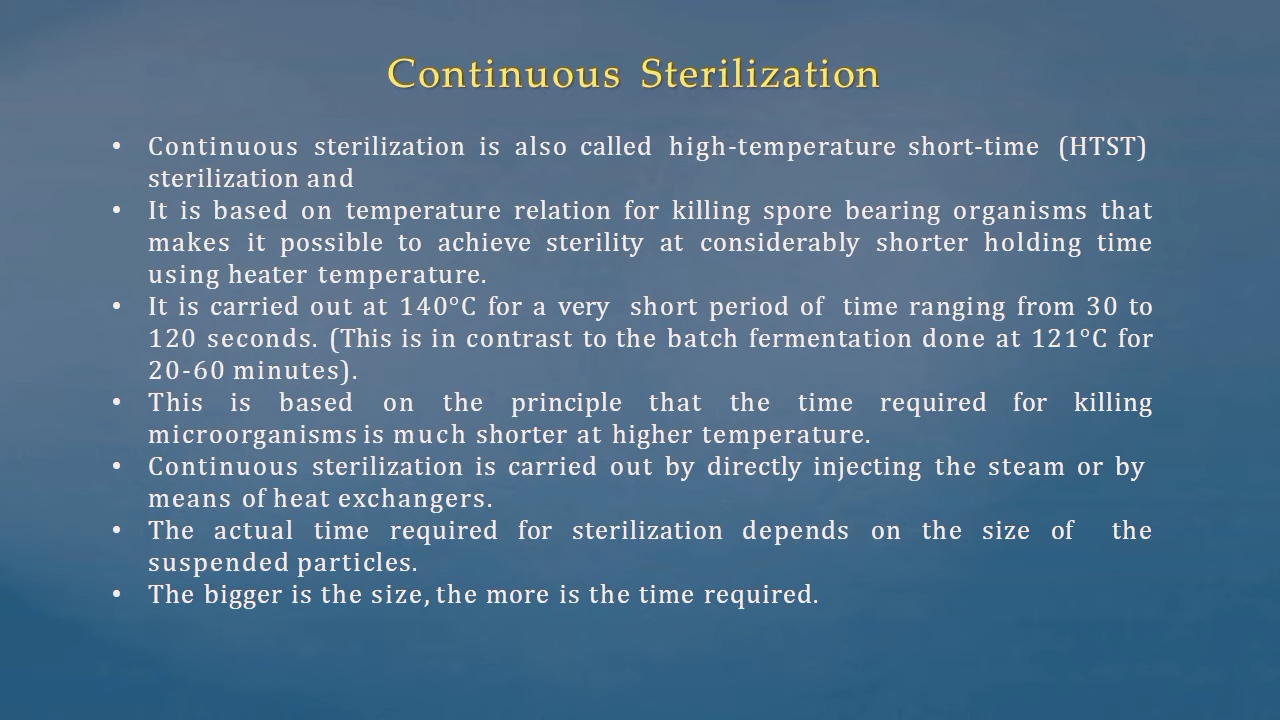 Continuous Sterilization
• Continuous sterilization is also called high-temperature short-time (HTST)
sterilization and
• It is based on temperature relation for killing spore bearing organisms that
makes it possible to achieve sterility at considerably shorter holding time
using heater temperature.
• It is carried out at 140°C for a very short period of time ranging from 30 to
120 seconds. (This is in contrast to the batch fermentation done at 121°C for
20-60 minutes).
• This is based on the principle that the time required for killing
microorganisms is much shorter at higher temperature.
• Continuous sterilization is carried out by directly injecting the steam or by
means of heat exchangers.
• The actual time required for sterilization depends on the size of the
suspended particles.
• The bigger is the size, the more is the time required.